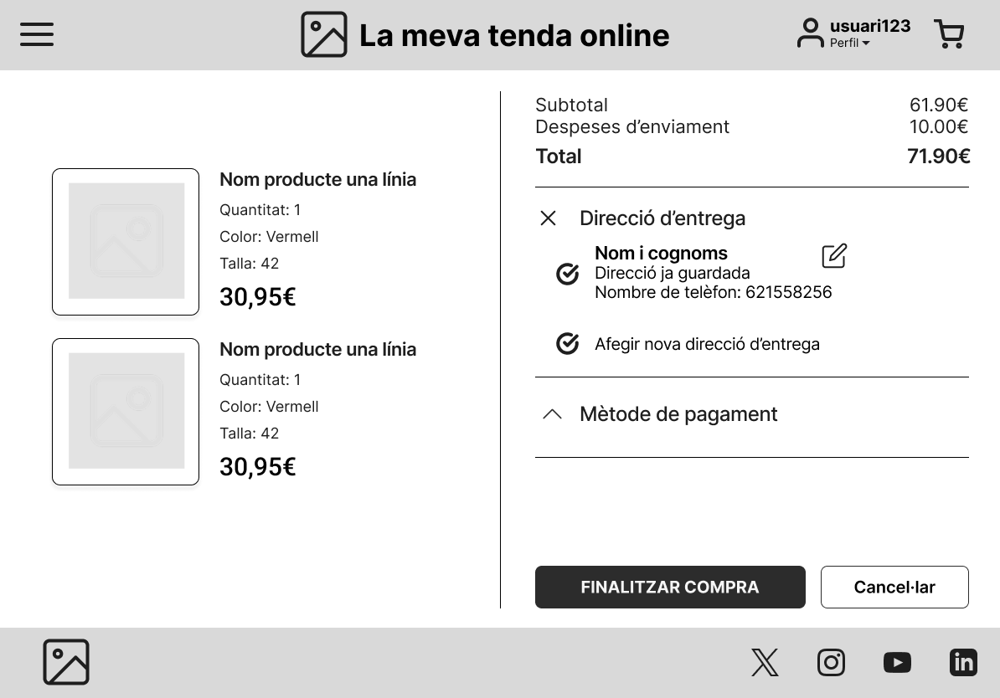 La meva tenda online
usuari123
Perfil
Nom producte una línia
Quantitat: 1
Color: Vermell
Talla: 42
30,95€
Nom producte una línia
Quantitat: 1
Color: Vermell
Talla: 42
30,95€
Subtotal 61.90€
Despeses d’enviament 10.00€
Total 71.90€
Direcció d’entrega
Nom i cognoms
Direcció ja guardada
Nombre de telèfon: 621558256
Afegir nova direcció d’entrega
Mètode de pagament
FINALITZAR COMPRA
Cancel·lar
in